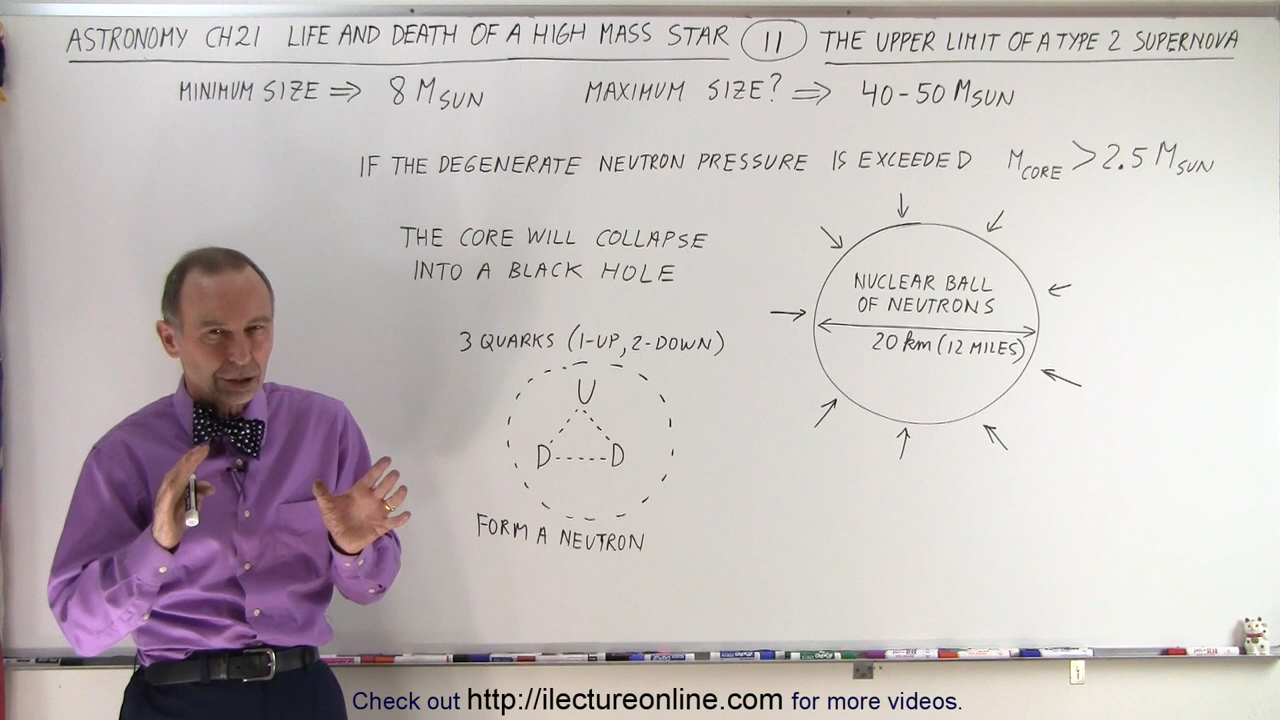 ASTRONOMY CH21 LIFE AND DEATH OF A HIGH MASS STAR 11 THE UPPER LIMIT OF A TYPE 2 SUPERNOVA
MINIMUM SIZE ⇒ 8 MSUN MAXIMUM SIZE? ⇒ 40-50 MSUN
IF THE DEGENERATE NEUTRON PRESSURE IS EXCEEDED MCORE > 2.5 MSUN
THE CORE WILL COLLAPSE
INTO A BLACK HOLE
NUCLEAR BALL
OF NEUTRONS
20 km (12 MILES)
3 QUARKS (1-UP, 2-DOWN)
U
D D
FORM A NEUTRON
Check out http://ilectureonline.com for more videos.